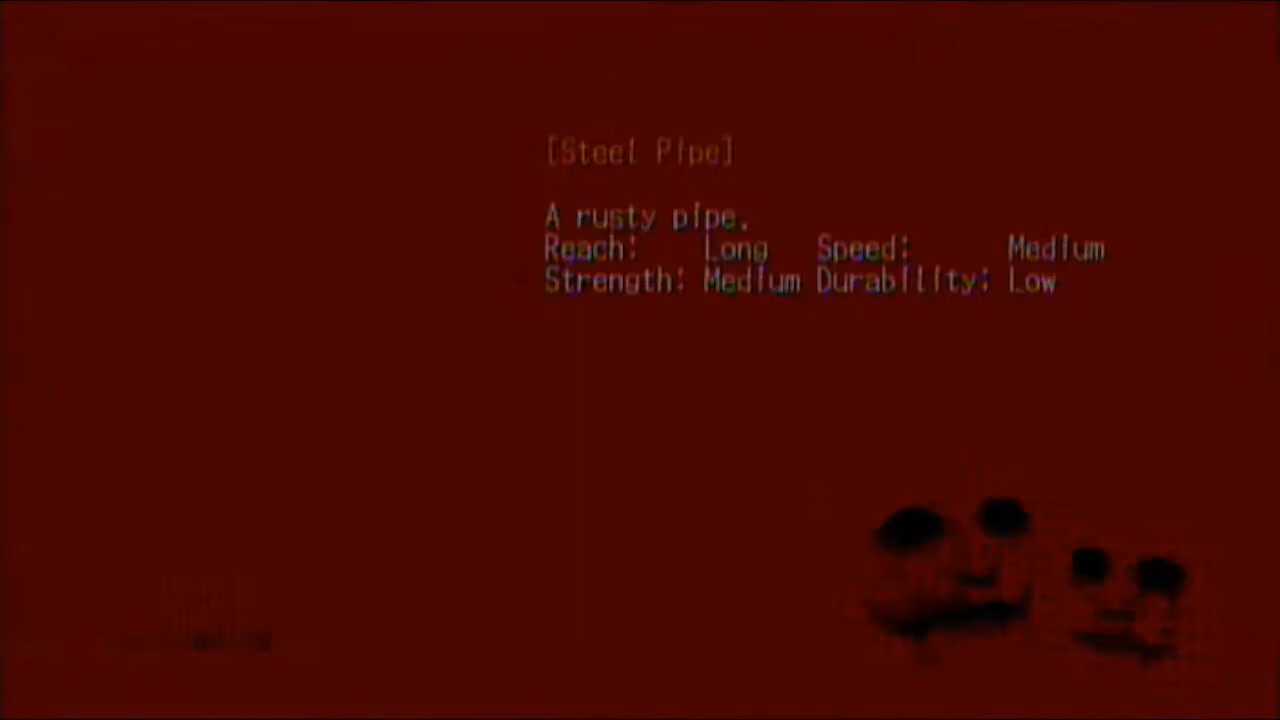 [Steel Pipe]
A rusty pipe.
Reach: Long Speed: Medium
Strength: Medium Durability: Low